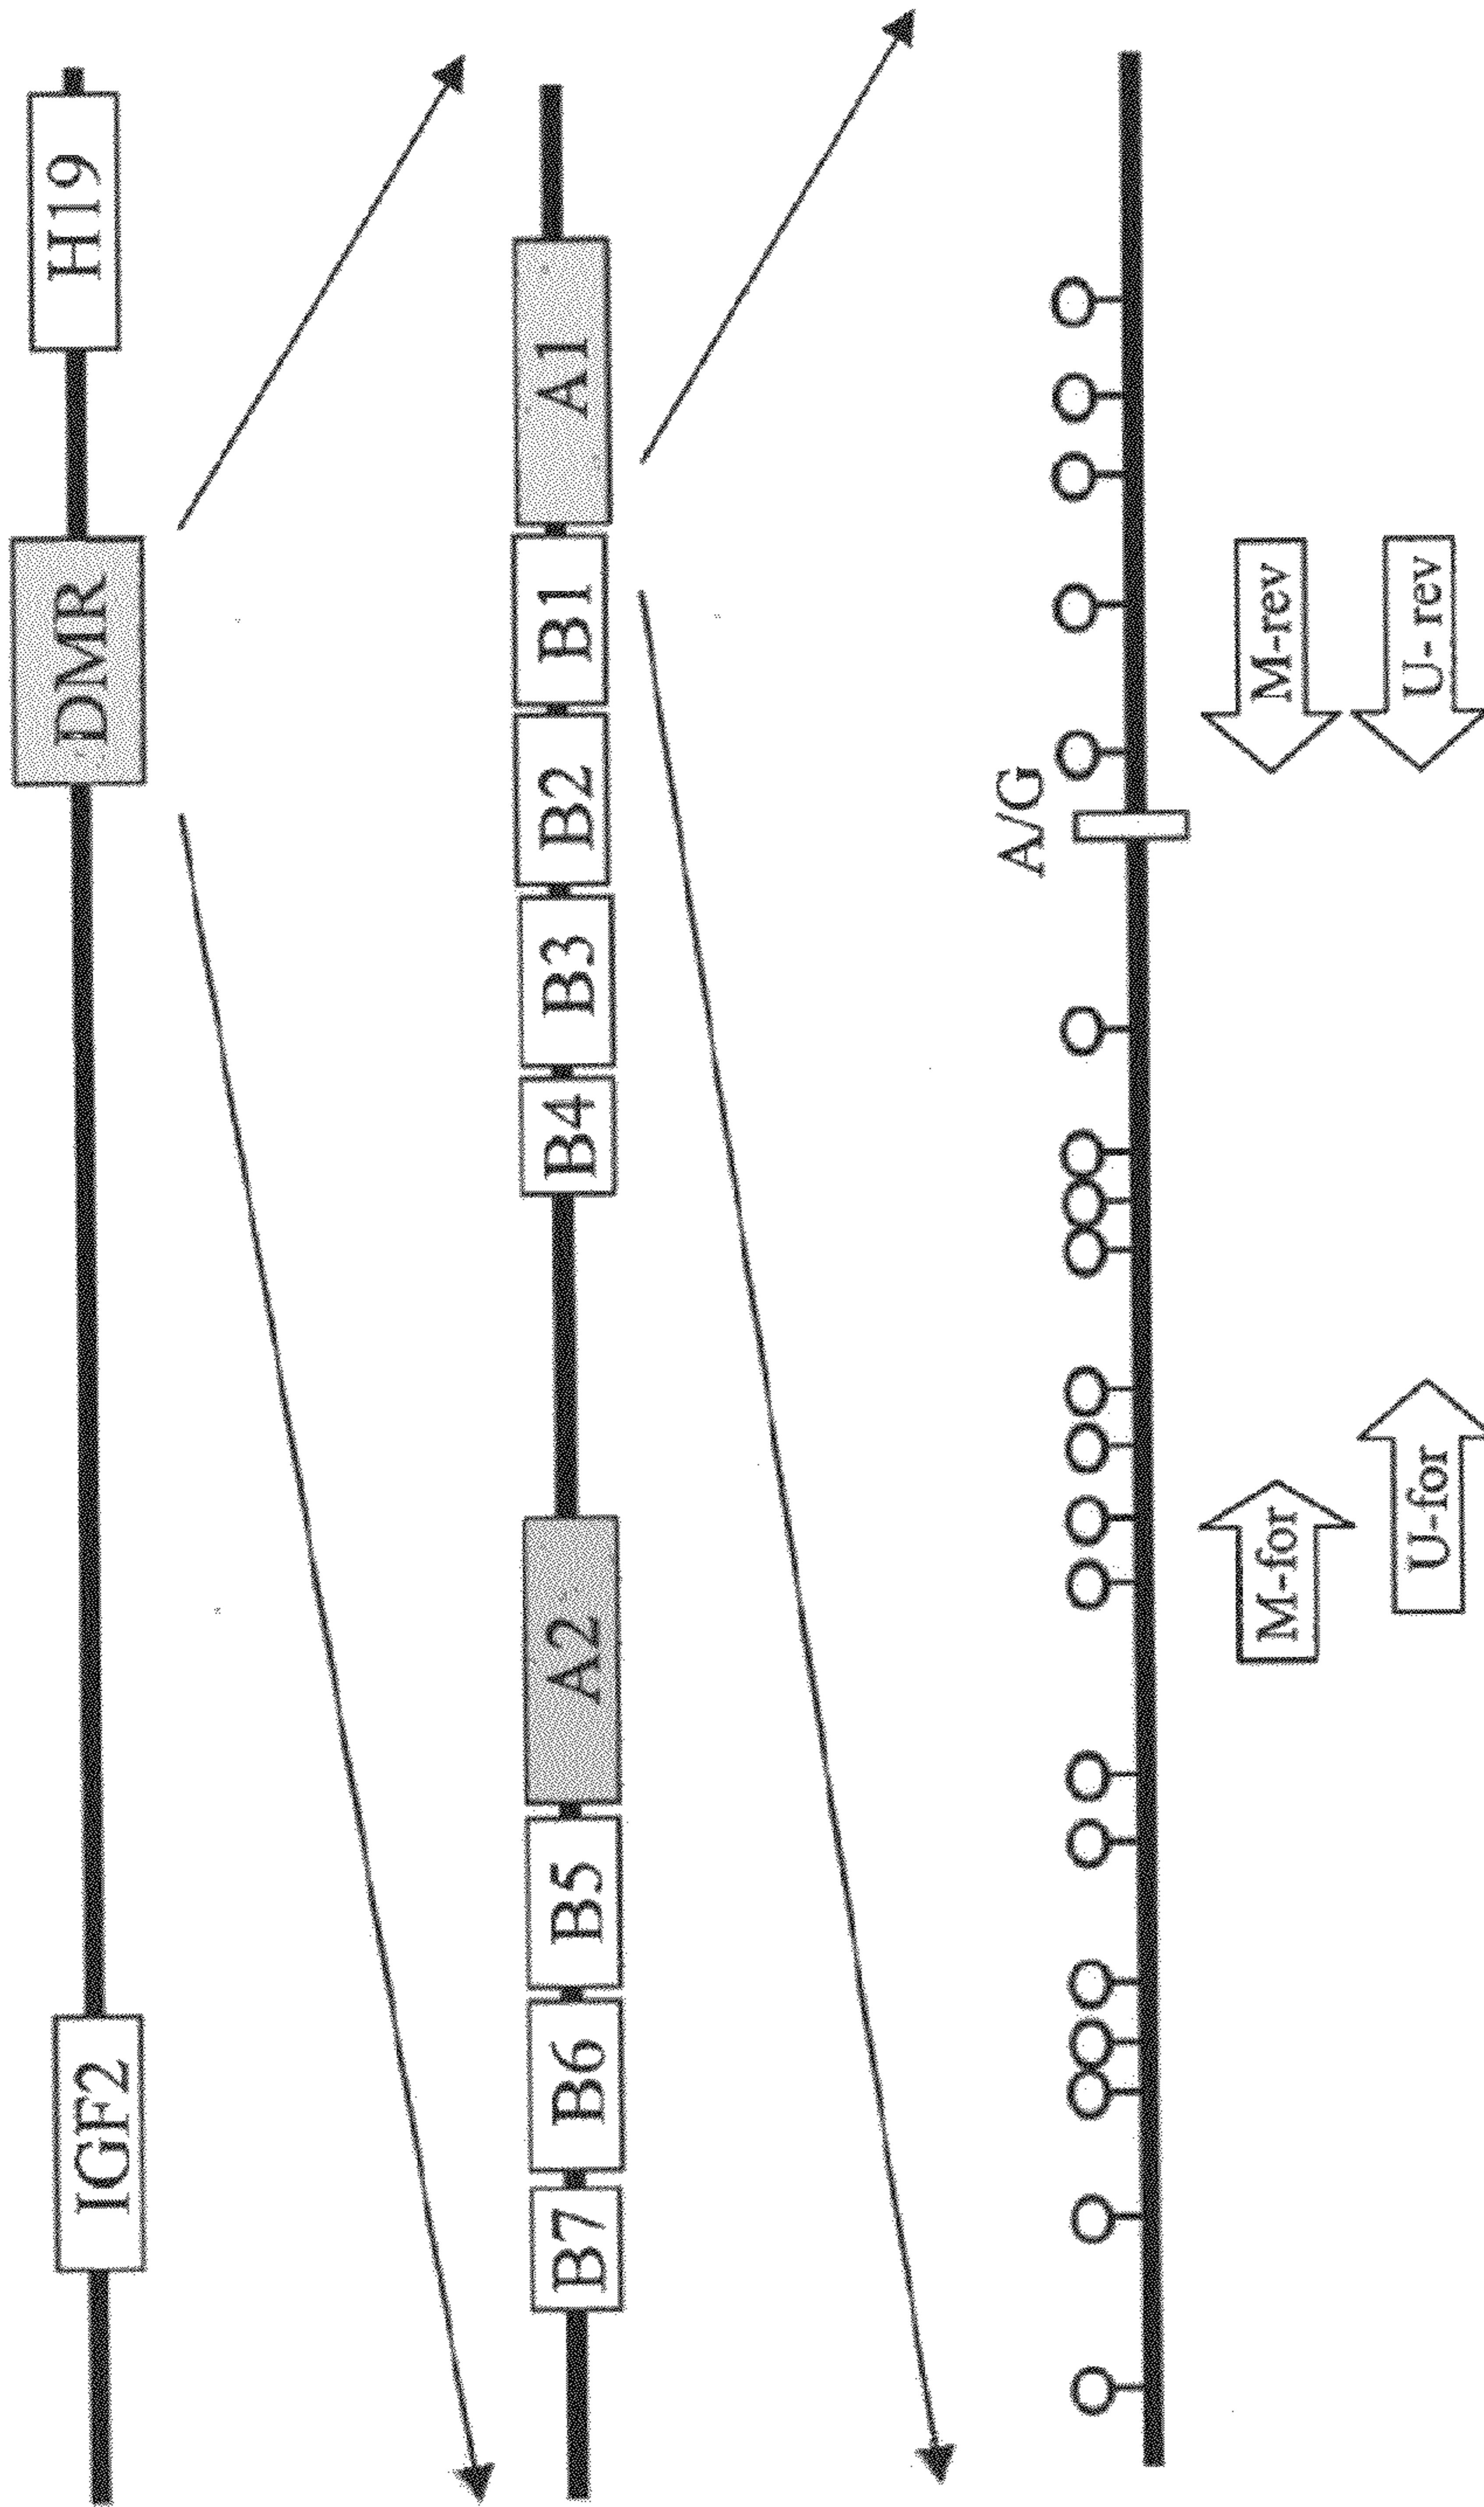 IGF2 DMR H19
B7 B6 B5 A2 B4 B3 B2 B1 A1
A/G
M-for M-rev
U-for U- rev